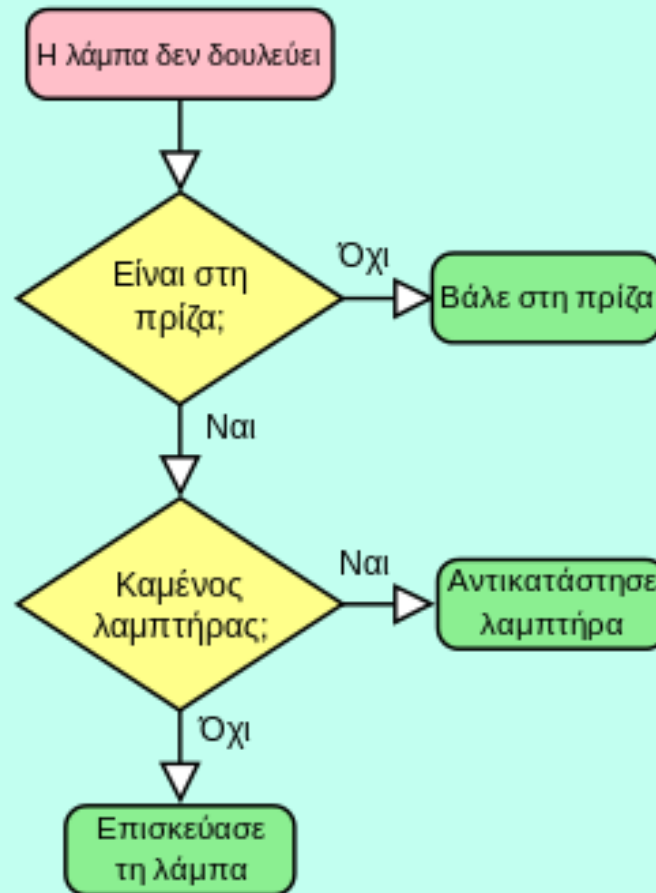 Η λάμπα δεν δουλεύει
Είναι στη
πρίζα;
Όχι
Βάλε στη πρίζα
Ναι
Καμένος
λαμπτήρας;
Ναι
Αντικατάστησε
λαμπτήρα
Όχι
Επισκεύασε
τη λάμπα